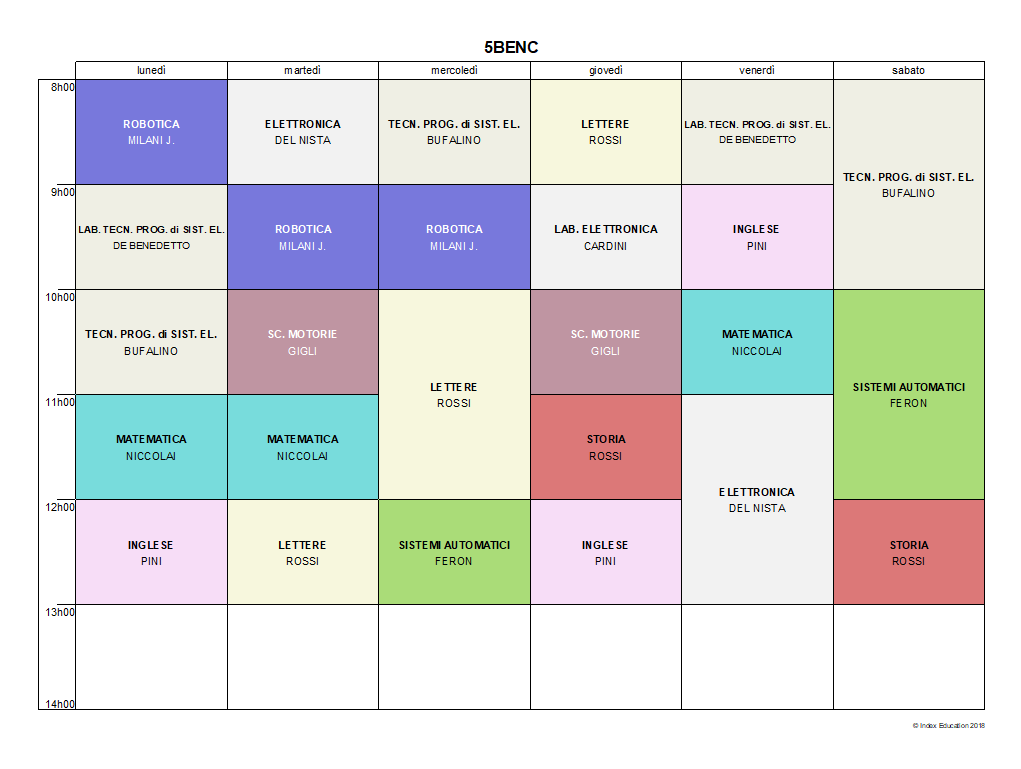 5BENC
lunedì martedì mercoledì giovedì venerdì sabato
8h00
ROBOTICA
MILANI J.
ELETTRONICA
DEL NISTA
TECN. PROG. di SIST. EL.
BUFALINO
LETTERE
ROSSI
LAB. TECN. PROG. di SIST. EL.
DE BENEDETTO
TECN. PROG. di SIST. EL.
BUFALINO
9h00
LAB. TECN. PROG. di SIST. EL.
DE BENEDETTO
ROBOTICA
MILANI J.
ROBOTICA
MILANI J.
LAB. ELETTRONICA
CARDINI
INGLESE
PINI
10h00
TECN. PROG. di SIST. EL.
BUFALINO
SC. MOTORIE
GIGLI
LETTERE
ROSSI
SC. MOTORIE
GIGLI
MATEMATICA
NICCOLAI
SISTEMI AUTOMATICI
FERON
11h00
MATEMATICA
NICCOLAI
MATEMATICA
NICCOLAI
STORIA
ROSSI
ELETTRONICA
DEL NISTA
12h00
INGLESE
PINI
LETTERE
ROSSI
SISTEMI AUTOMATICI
FERON
INGLESE
PINI
STORIA
ROSSI
13h00
14h00
© Index Education 2018